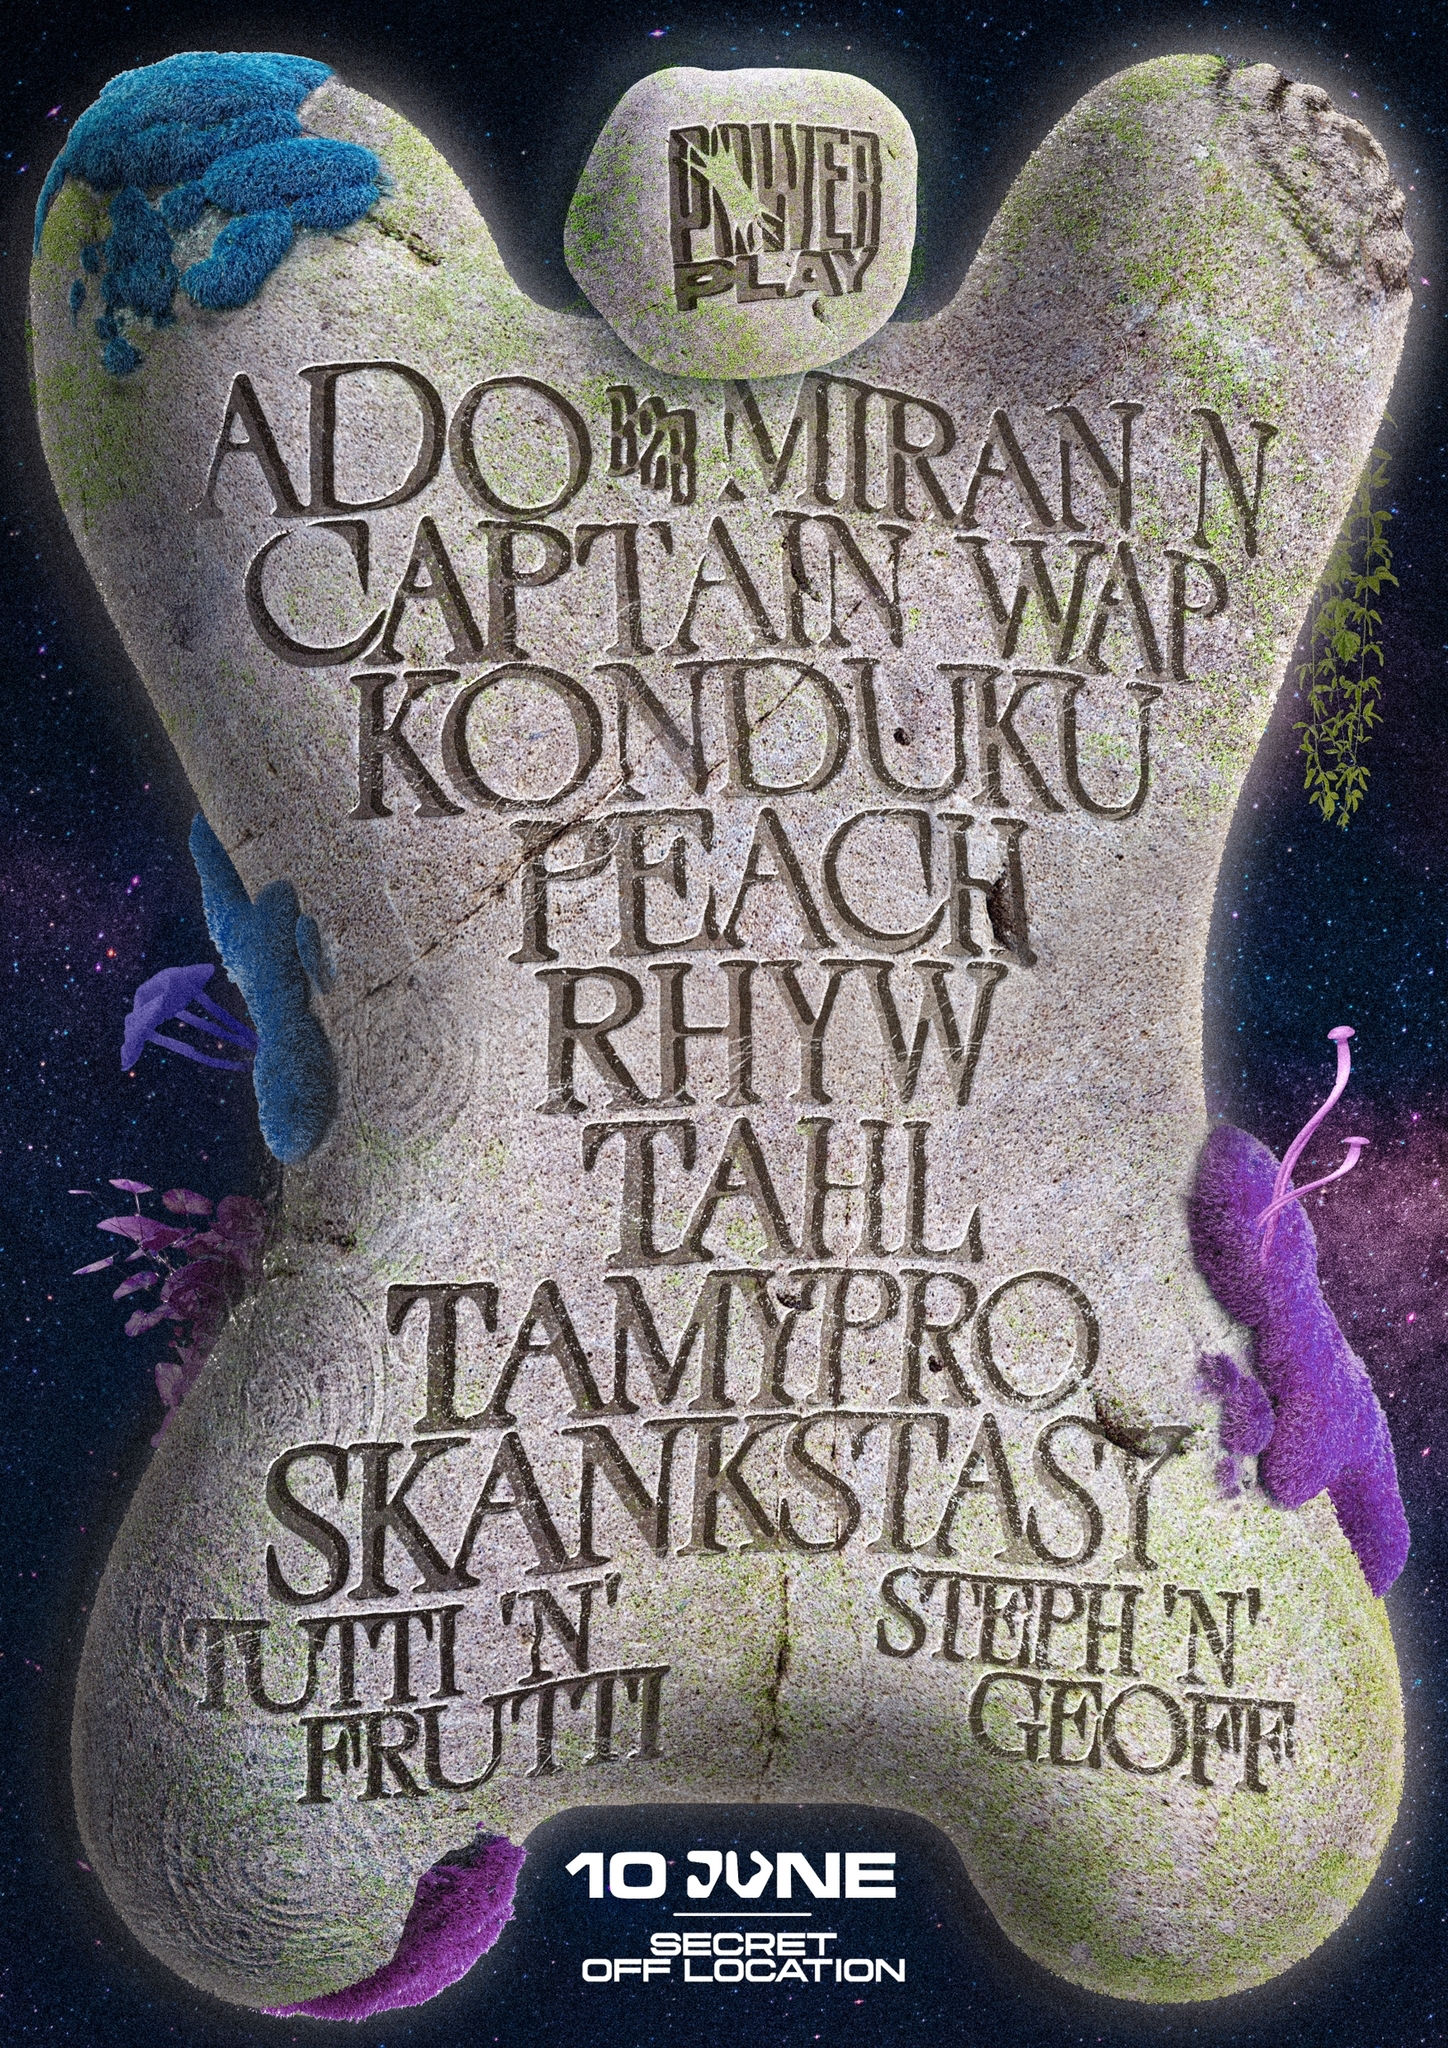 POWER
PLAY
ADO B2B MIRAN N
CAPTAIN WAP
KONDUKU
PEACH
RHYW
TAHL
TAMYPRO
SKANKSTASY
TUTTI 'N'
FRUTTI
STEPH 'N'
GEOFF
10 JUNE
SECRET
OFF LOCATION